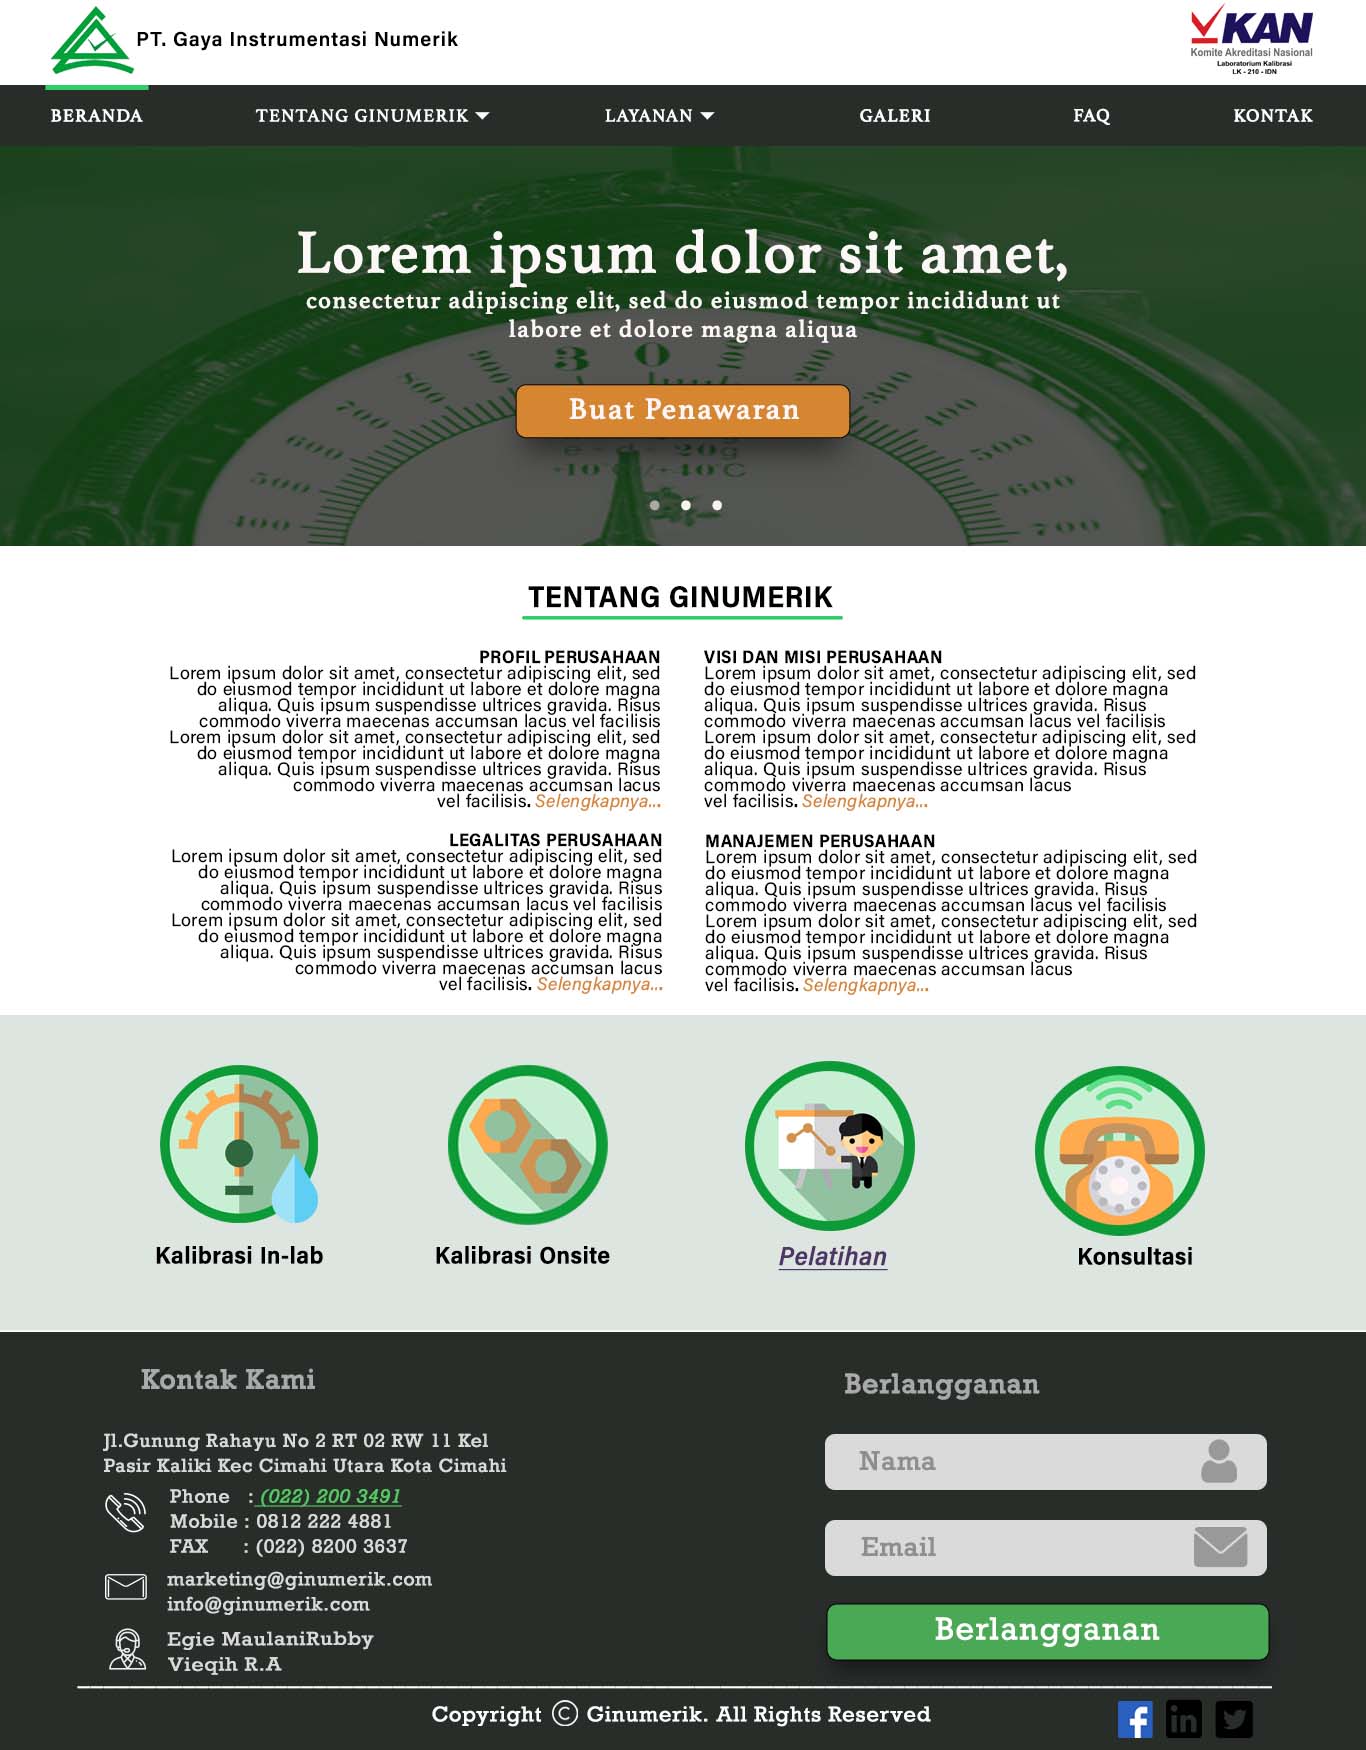 PT. Gaya Instrumentasi Numerik
KAN
Komite Akreditasi Nasional
Laboratorium Kalibrasi
LK - 210 - IDN
BERANDA
TENTANG GINUMERIK
LAYANAN
GALERI
FAQ
KONTAK
Lorem ipsum dolor sit amet,
consectetur adipiscing elit, sed do eiusmod tempor incididunt ut
labore et dolore magna aliqua
3 0
Buat Penawaran
e = d = 20g
+10°C/+40°C
500
600
400
700
TENTANG GINUMERIK
PROFIL PERUSAHAAN
Lorem ipsum dolor sit amet, consectetur adipiscing elit, sed
do eiusmod tempor incididunt ut labore et dolore magna
aliqua. Quis ipsum suspendisse ultrices gravida. Risus
commodo viverra maecenas accumsan lacus vel facilisis
Lorem ipsum dolor sit amet, consectetur adipiscing elit, sed
do eiusmod tempor incididunt ut labore et dolore magna
aliqua. Quis ipsum suspendisse ultrices gravida. Risus
commodo viverra maecenas accumsan lacus
vel facilisis. Selengkapnya...
VISI DAN MISI PERUSAHAAN
Lorem ipsum dolor sit amet, consectetur adipiscing elit, sed
do eiusmod tempor incididunt ut labore et dolore magna
aliqua. Quis ipsum suspendisse ultrices gravida. Risus
commodo viverra maecenas accumsan lacus vel facilisis
Lorem ipsum dolor sit amet, consectetur adipiscing elit, sed
do eiusmod tempor incididunt ut labore et dolore magna
aliqua. Quis ipsum suspendisse ultrices gravida. Risus
commodo viverra maecenas accumsan lacus
vel facilisis. Selengkapnya...
LEGALITAS PERUSAHAAN
Lorem ipsum dolor sit amet, consectetur adipiscing elit, sed
do eiusmod tempor incididunt ut labore et dolore magna
aliqua. Quis ipsum suspendisse ultrices gravida. Risus
commodo viverra maecenas accumsan lacus vel facilisis
Lorem ipsum dolor sit amet, consectetur adipiscing elit, sed
do eiusmod tempor incididunt ut labore et dolore magna
aliqua. Quis ipsum suspendisse ultrices gravida. Risus
commodo viverra maecenas accumsan lacus
vel facilisis. Selengkapnya...
MANAJEMEN PERUSAHAAN
Lorem ipsum dolor sit amet, consectetur adipiscing elit, sed
do eiusmod tempor incididunt ut labore et dolore magna
aliqua. Quis ipsum suspendisse ultrices gravida. Risus
commodo viverra maecenas accumsan lacus vel facilisis
Lorem ipsum dolor sit amet, consectetur adipiscing elit, sed
do eiusmod tempor incididunt ut labore et dolore magna
aliqua. Quis ipsum suspendisse ultrices gravida. Risus
commodo viverra maecenas accumsan lacus
vel facilisis. Selengkapnya...
Kalibrasi In-lab
Kalibrasi Onsite
Pelatihan
Konsultasi
Kontak Kami
Jl.Gunung Rahayu No 2 RT 02 RW 11 Kel
Pasir Kaliki Kec Cimahi Utara Kota Cimahi
Phone : (022) 200 3491
Mobile : 0812 222 4881
FAX : (022) 8200 3637
marketing@ginumerik.com
info@ginumerik.com
Egie MaulaniRubby
Vieqih R.A
Berlangganan
Nama
Email
Berlangganan
Copyright © Ginumerik. All Rights Reserved